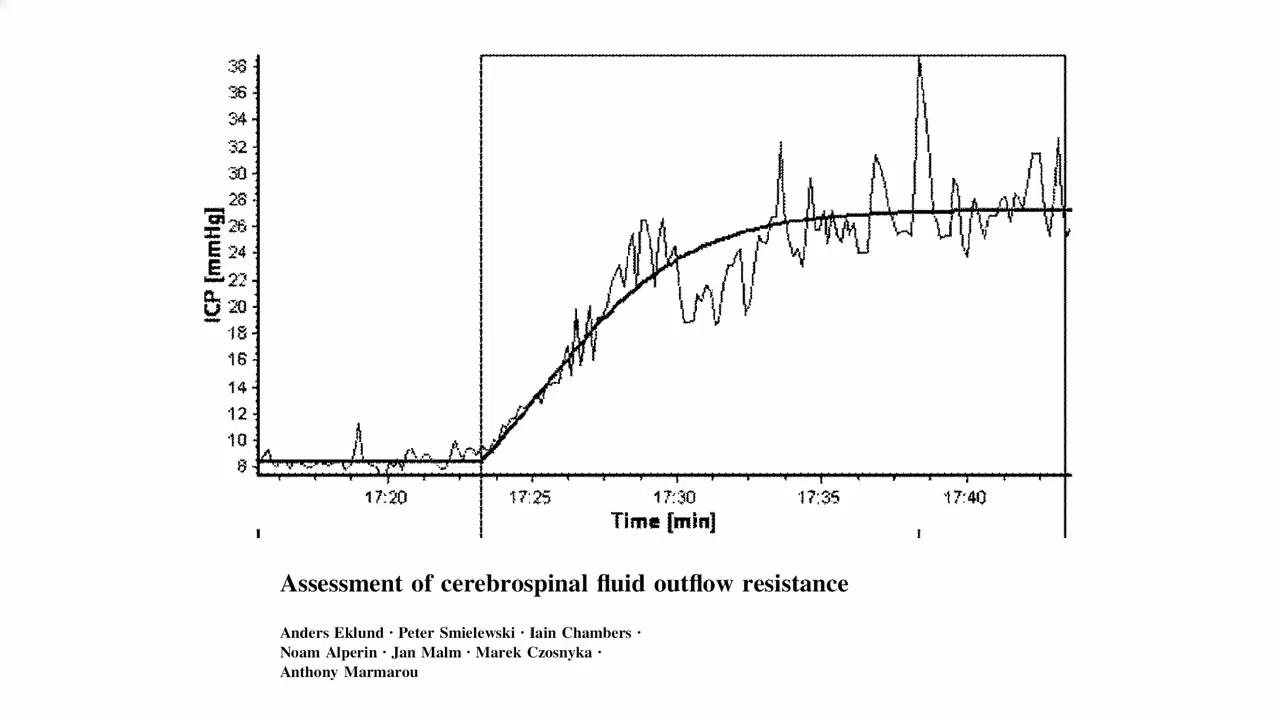 38
36
34
32
30
28
26
24
22
20
18
16
14
12
10
8
ICP [mmHg]
17:20 17:25 17:30 17:35 17:40
Time [min]
Assessment of cerebrospinal fluid outflow resistance
Anders Eklund · Peter Smielewski · Iain Chambers ·
Noam Alperin · Jan Malm · Marek Czosnyka ·
Anthony Marmarou